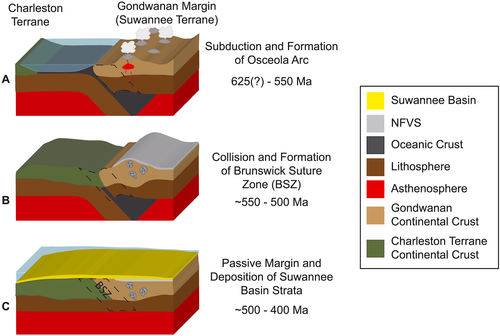 Charleston
Terrane
Gondwanan Margin
(Suwannee Terrane)
A
Subduction and Formation
of Osceola Arc
625(?) - 550 Ma
B
Collision and Formation
of Brunswick Suture
Zone (BSZ)
~550 - 500 Ma
C
BSZ
Passive Margin and
Deposition of Suwannee
Basin Strata
~500 - 400 Ma
Suwannee Basin
NFVS
Oceanic Crust
Lithosphere
Asthenosphere
Gondwanan
Continental Crust
Charleston Terrane
Continental Crust